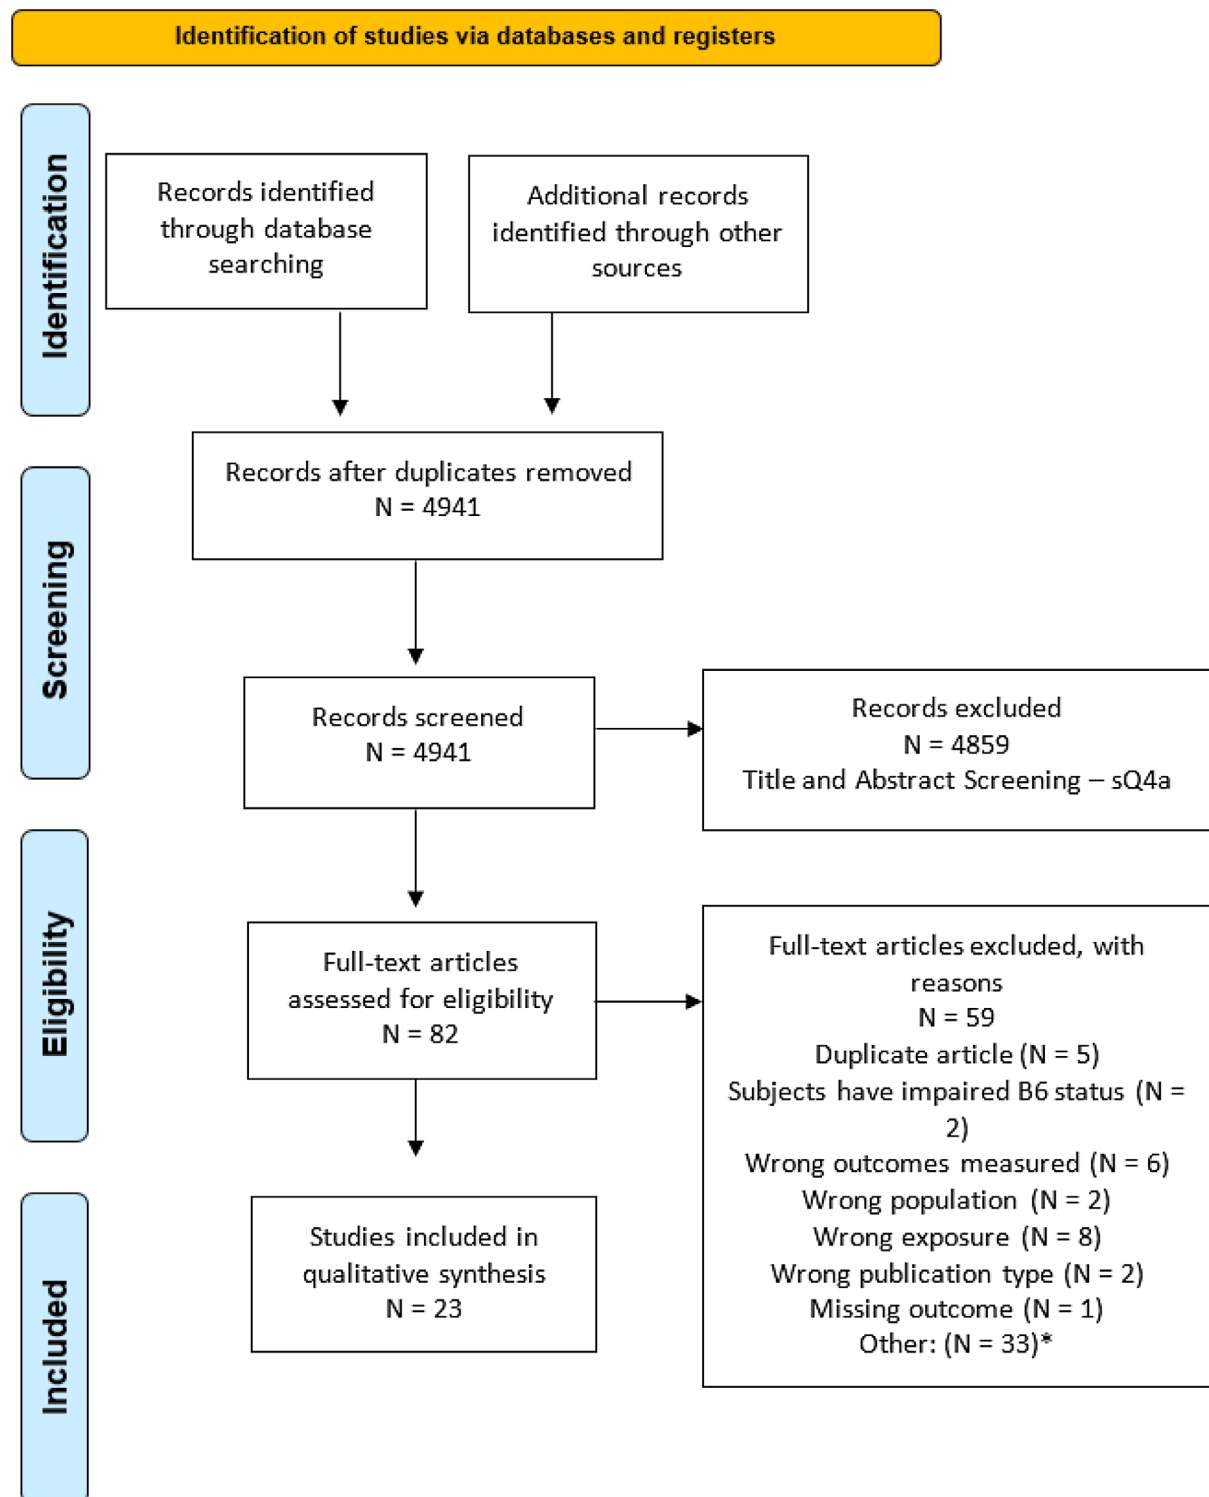 Identification of studies via databases and registers
Identification
Records identified
through database
searching
Additional records
identified through other
sources
Records after duplicates removed
N = 4941
Screening
Records screened
N = 4941
Records excluded
N = 4859
Title and Abstract Screening – sQ4a
Eligibility
Full-text articles
assessed for eligibility
N = 82
Full-text articles excluded, with
reasons
N = 59
Duplicate article (N = 5)
Subjects have impaired B6 status (N =
2)
Wrong outcomes measured (N = 6)
Wrong population (N = 2)
Wrong exposure (N = 8)
Wrong publication type (N = 2)
Missing outcome (N = 1)
Other: (N = 33)*
Included
Studies included in
qualitative synthesis
N = 23